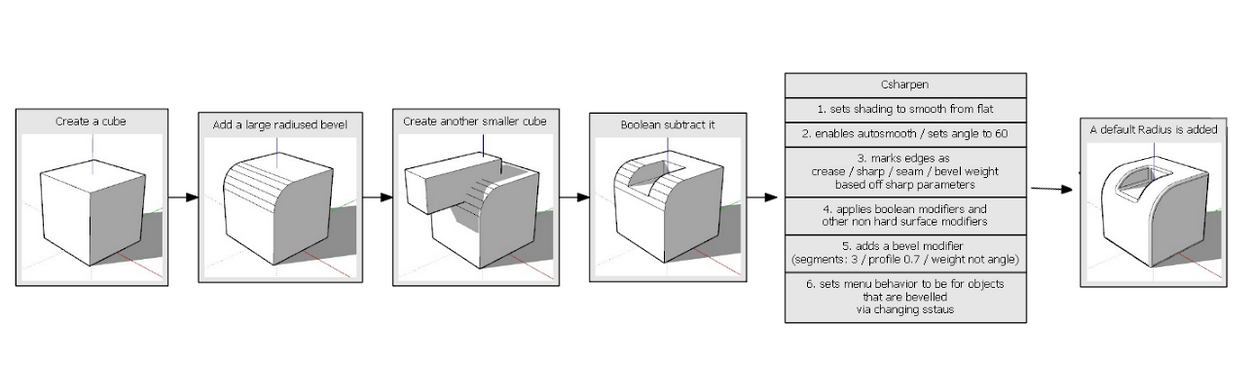 Create a cube
Add a large radiused bevel
Create another smaller cube
Boolean subtract it
Csharpen
1. sets shading to smooth from flat
2. enables autosmooth / sets angle to 60
3. marks edges as
crease / sharp / seam / bevel weight
based off sharp parameters
4. applies boolean modifiers and
other non hard surface modifiers
5. adds a bevel modifier
(segments: 3 / profile 0.7 / weight not angle)
6. sets menu behavior to be for objects
that are bevelled
via changing sstaus
A default Radius is added